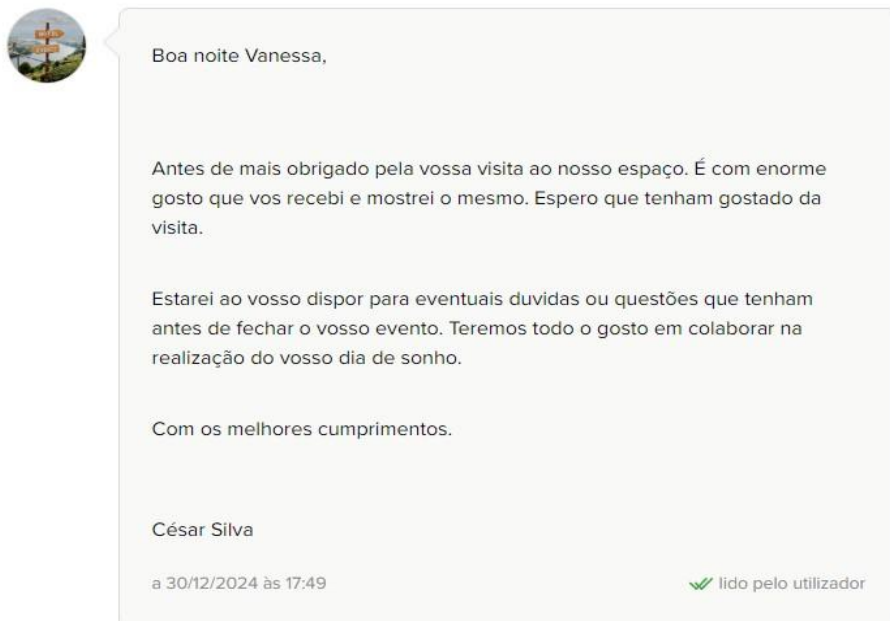 Boa noite Vanessa,
Antes de mais obrigado pela vossa visita ao nosso espaço. É com enorme
gosto que vos recebi e mostrei o mesmo. Espero que tenham gostado da
visita.
Estarei ao vosso dispor para eventuais duvidas ou questões que tenham
antes de fechar o vosso evento. Teremos todo o gosto em colaborar na
realização do vosso dia de sonho.
Com os melhores cumprimentos.
César Silva
a 30/12/2024 às 17:49
lido pelo utilizador